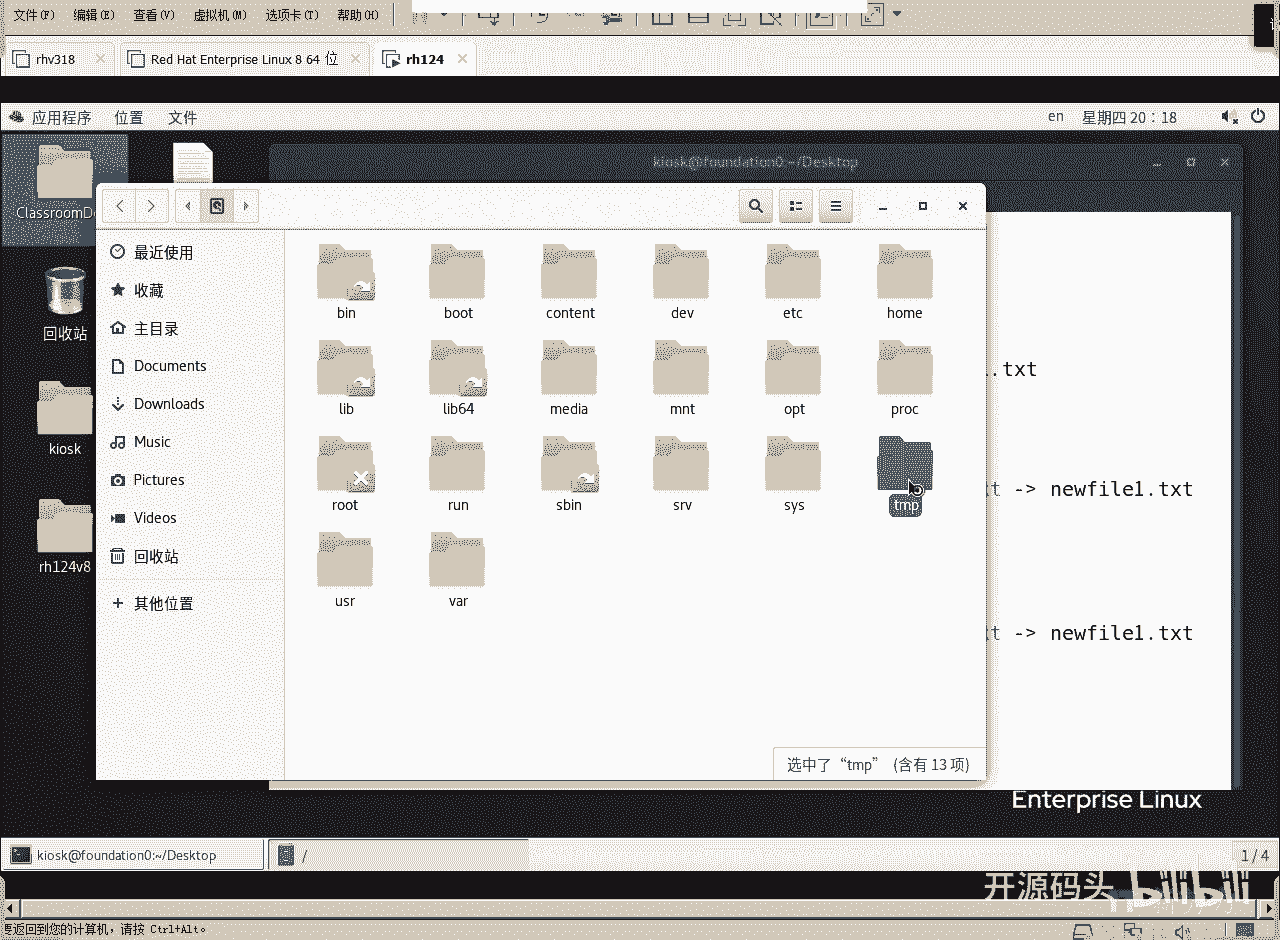 文件(F) 编辑(E) 查看(V) 虚拟机(M) 选项卡(T) 帮助(H)
rhv318 Red Hat Enterprise Linux 8 64 位 rh124
应用程序 位置 文件 en 星期四 20：18
kiosk@foundation0:~/Desktop
ClassroomD
回收站
kiosk
rh124v8
最近使用
收藏
主目录
Documents
Downloads
Music
Pictures
Videos
回收站
其他位置
bin boot content dev etc home
lib lib64 media mnt opt proc
root run sbin srv sys tmp
usr var
选中了“tmp” (含有 13 项)
.txt
xt -> newfile1.txt
xt -> newfile1.txt
Enterprise Linux
kiosk@foundation0:~/Desktop / 1 / 4
开源码头 bilibili
要返回到您的计算机，请按 Ctrl+Alt。